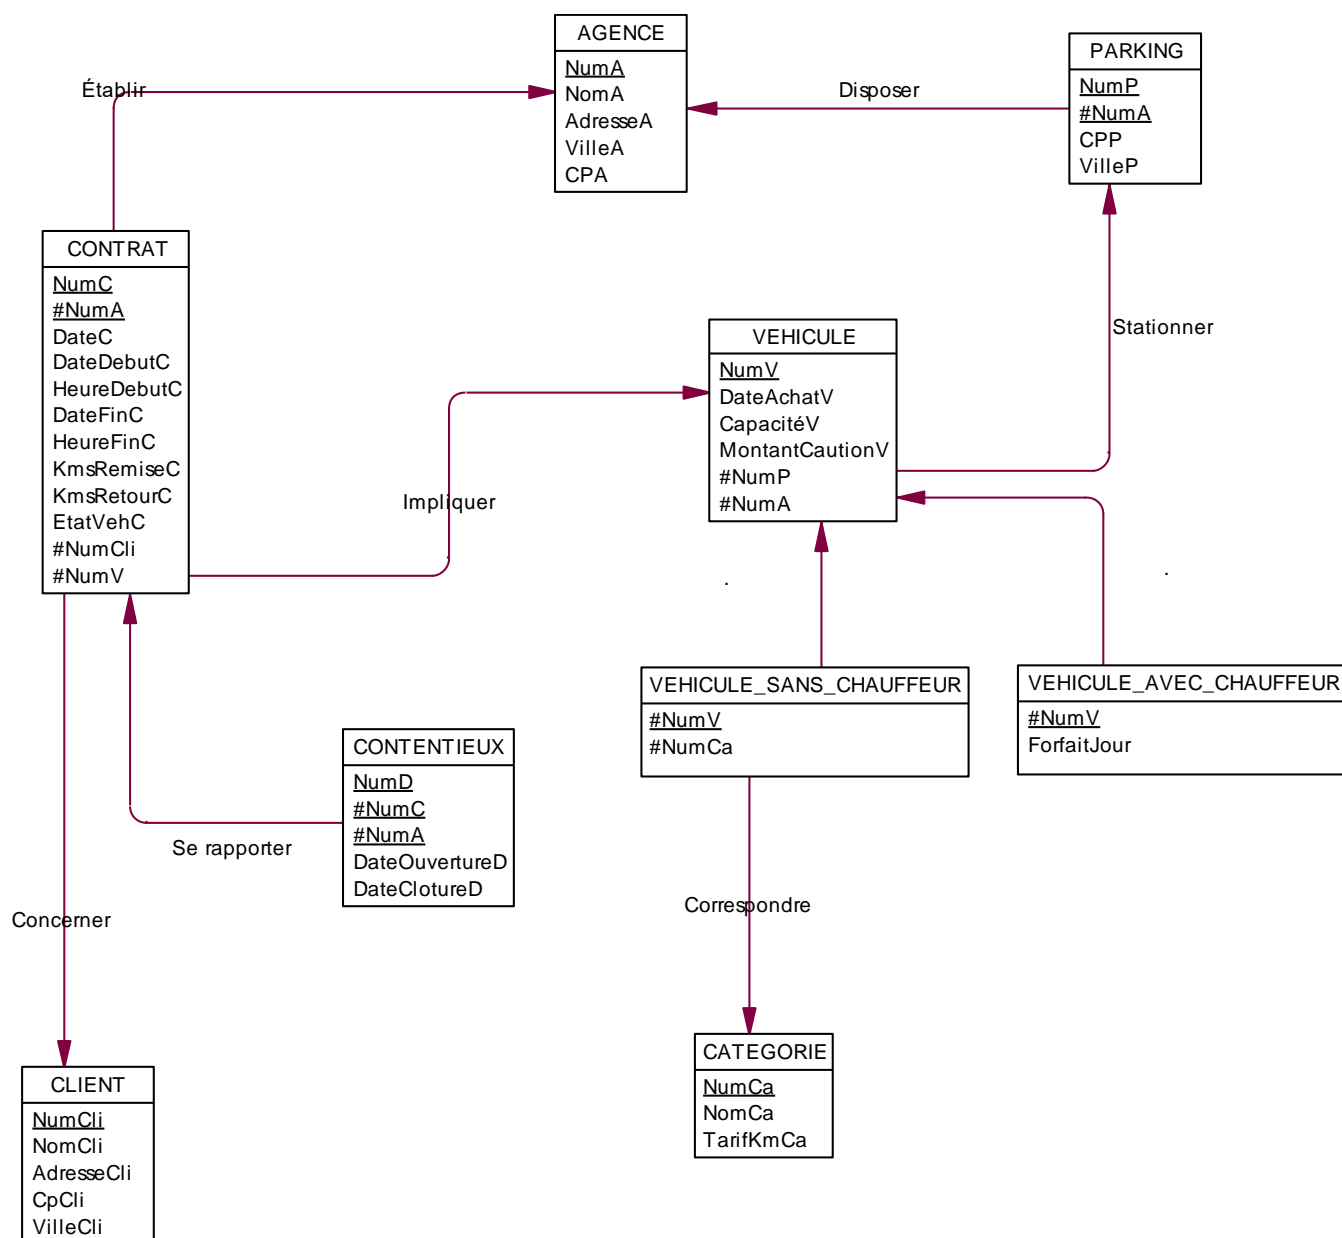 AGENCE
NumA
NomA
AdresseA
VilleA
CPA
PARKING
NumP
#NumA
CPP
VilleP
Établir
Disposer
CONTRAT
NumC
#NumA
DateC
DateDebutC
HeureDebutC
DateFinC
HeureFinC
KmsRemiseC
KmsRetourC
EtatVehC
#NumCli
#NumV
VEHICULE
NumV
DateAchatV
CapacitéV
MontantCautionV
#NumP
#NumA
Stationner
Impliquer
VEHICULE_SANS_CHAUFFEUR
#NumV
#NumCa
VEHICULE_AVEC_CHAUFFEUR
#NumV
ForfaitJour
CONTENTIEUX
NumD
#NumC
#NumA
DateOuvertureD
DateClotureD
Se rapporter
Concerner
Correspondre
CATEGORIE
NumCa
NomCa
TarifKmCa
CLIENT
NumCli
NomCli
AdresseCli
CpCli
VilleCli